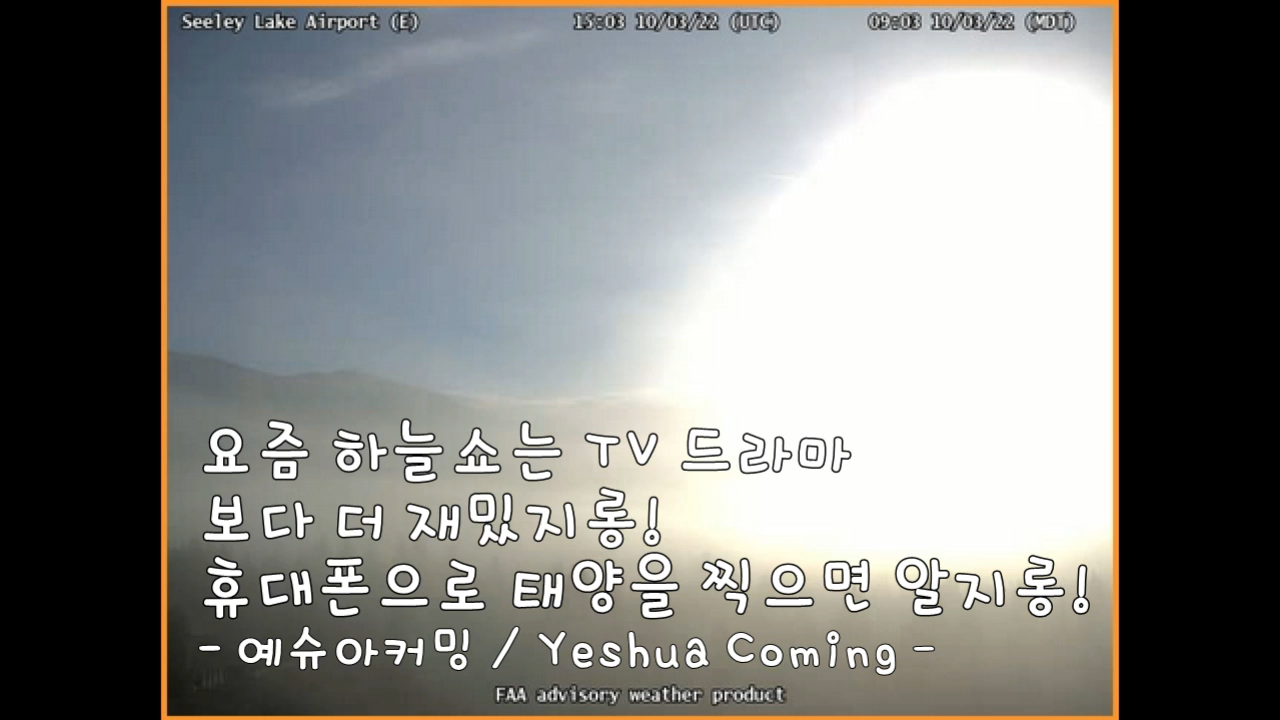 Seeley Lake Airport (E) 15:03 10/03/22 (UTC) 09:03 10/03/22 (MDT)
요즘 하늘쇼는 TV 드라마
보다 더 재밌지롱!
휴대폰으로 태양을 찍으면 알지롱!
- 예슈아커밍 / Yeshua Coming -
FAA advisory weather product